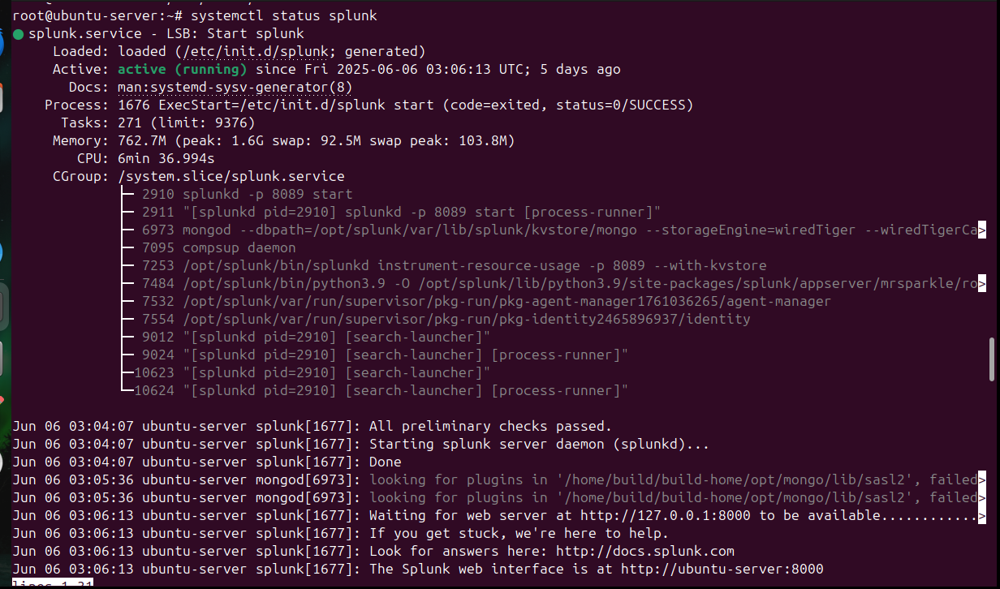 root@ubuntu-server:~# systemctl status splunk
● splunk.service - LSB: Start splunk
Loaded: loaded (/etc/init.d/splunk; generated)
Active: active (running) since Fri 2025-06-06 03:06:13 UTC; 5 days ago
Docs: man:systemd-sysv-generator(8)
Process: 1676 ExecStart=/etc/init.d/splunk start (code=exited, status=0/SUCCESS)
Tasks: 271 (limit: 9376)
Memory: 762.7M (peak: 1.6G swap: 92.5M swap peak: 103.8M)
CPU: 6min 36.994s
CGroup: /system.slice/splunk.service
├─ 2910 splunkd -p 8089 start
├─ 2911 "[splunkd pid=2910] splunkd -p 8089 start [process-runner]"
├─ 6973 mongod --dbpath=/opt/splunk/var/lib/splunk/kvstore/mongo --storageEngine=wiredTiger --wiredTigerCa>
├─ 7095 compsup daemon
├─ 7253 /opt/splunk/bin/splunkd instrument-resource-usage -p 8089 --with-kvstore
├─ 7484 /opt/splunk/bin/python3.9 -O /opt/splunk/lib/python3.9/site-packages/splunk/appserver/mrsparkle/ro>
├─ 7532 /opt/splunk/var/run/supervisor/pkg-run/pkg-agent-manager1761036265/agent-manager
├─ 7554 /opt/splunk/var/run/supervisor/pkg-run/pkg-identity2465896937/identity
├─ 9012 "[splunkd pid=2910] [search-launcher]"
├─ 9024 "[splunkd pid=2910] [search-launcher] [process-runner]"
├─10623 "[splunkd pid=2910] [search-launcher]"
└─10624 "[splunkd pid=2910] [search-launcher] [process-runner]"
Jun 06 03:04:07 ubuntu-server splunk[1677]: All preliminary checks passed.
Jun 06 03:04:07 ubuntu-server splunk[1677]: Starting splunk server daemon (splunkd)...
Jun 06 03:04:07 ubuntu-server splunk[1677]: Done
Jun 06 03:05:36 ubuntu-server mongod[6973]: looking for plugins in '/home/build/build-home/opt/mongo/lib/sasl2', failed>
Jun 06 03:05:36 ubuntu-server mongod[6973]: looking for plugins in '/home/build/build-home/opt/mongo/lib/sasl2', failed>
Jun 06 03:06:13 ubuntu-server splunk[1677]: Waiting for web server at http://127.0.0.1:8000 to be available............>
Jun 06 03:06:13 ubuntu-server splunk[1677]: If you get stuck, we're here to help.
Jun 06 03:06:13 ubuntu-server splunk[1677]: Look for answers here: http://docs.splunk.com
Jun 06 03:06:13 ubuntu-server splunk[1677]: The Splunk web interface is at http://ubuntu-server:8000
lines 1-31